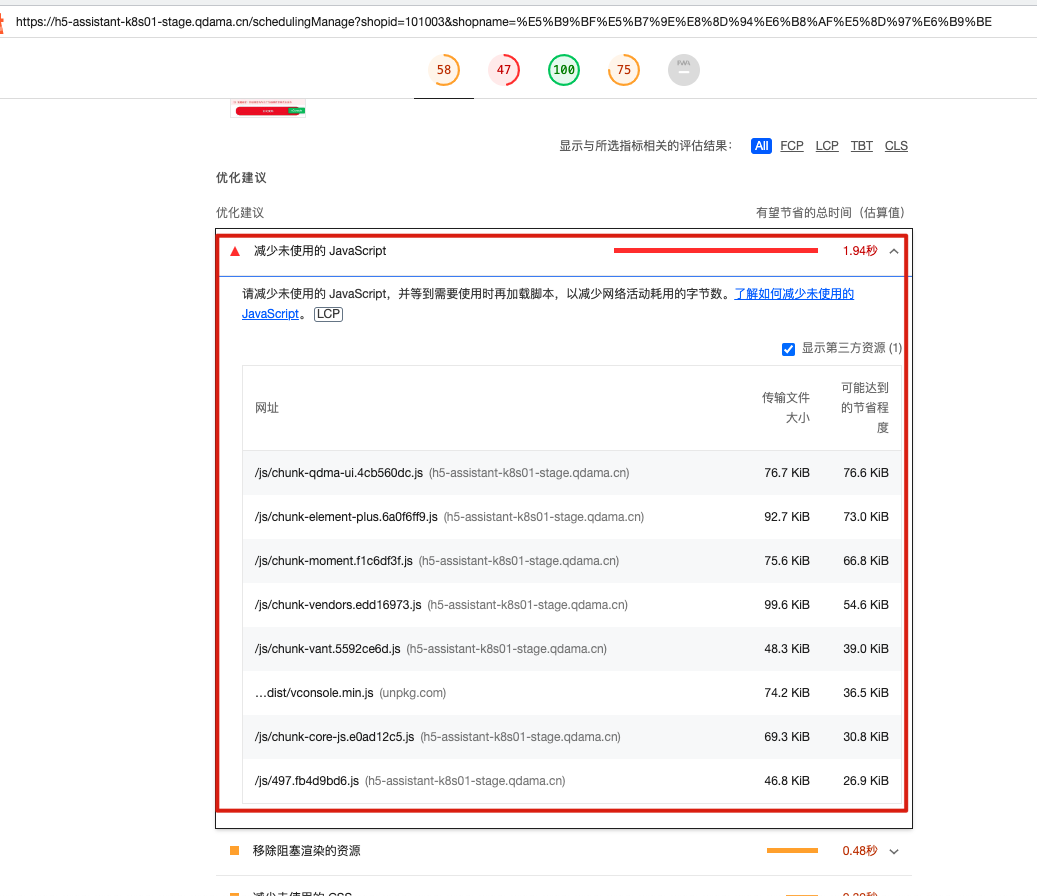 https://h5-assistant-k8s01-stage.qdama.cn/schedulingManage?shopid=101003&shopname=%E5%B9%BF%E5%B7%9E%E8%8D%94%E6%B8%AF%E5%8D%97%E6%B9%BE
58 47 100 75 PWA
显示与所选指标相关的评估结果： All FCP LCP TBT CLS
优化建议
优化建议 有望节省的总时间（估算值）
减少未使用的 JavaScript 1.94秒
请减少未使用的 JavaScript，并等到需要使用时再加载脚本，以减少网络活动耗用的字节数。了解如何减少未使用的
JavaScript。 LCP
显示第三方资源 (1)
网址 传输文件大小 可能达到的节省程度
/js/chunk-qdma-ui.4cb560dc.js (h5-assistant-k8s01-stage.qdama.cn) 76.7 KiB 76.6 KiB
/js/chunk-element-plus.6a0f6ff9.js (h5-assistant-k8s01-stage.qdama.cn) 92.7 KiB 73.0 KiB
/js/chunk-moment.f1c6df3f.js (h5-assistant-k8s01-stage.qdama.cn) 75.6 KiB 66.8 KiB
/js/chunk-vendors.edd16973.js (h5-assistant-k8s01-stage.qdama.cn) 99.6 KiB 54.6 KiB
/js/chunk-vant.5592ce6d.js (h5-assistant-k8s01-stage.qdama.cn) 48.3 KiB 39.0 KiB
…dist/vconsole.min.js (unpkg.com) 74.2 KiB 36.5 KiB
/js/chunk-core-js.e0ad12c5.js (h5-assistant-k8s01-stage.qdama.cn) 69.3 KiB 30.8 KiB
/js/497.fb4d9bd6.js (h5-assistant-k8s01-stage.qdama.cn) 46.8 KiB 26.9 KiB
移除阻塞渲染的资源 0.48秒
减少未使用的 CSS